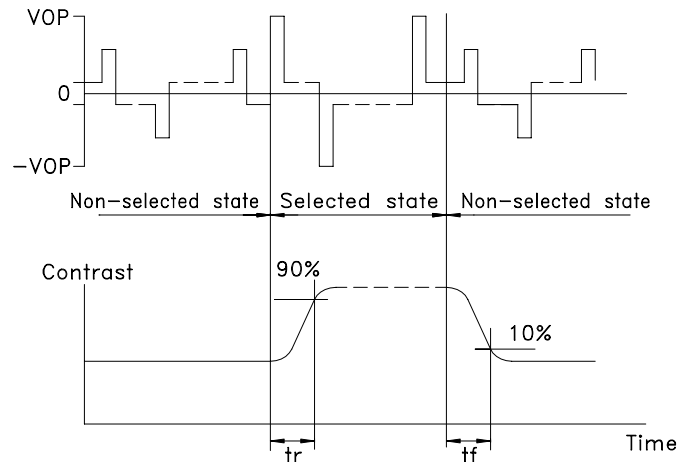 VOP
0
-VOP
Non-selected state Selected state Non-selected state
Contrast
90%
10%
Time
tr tf